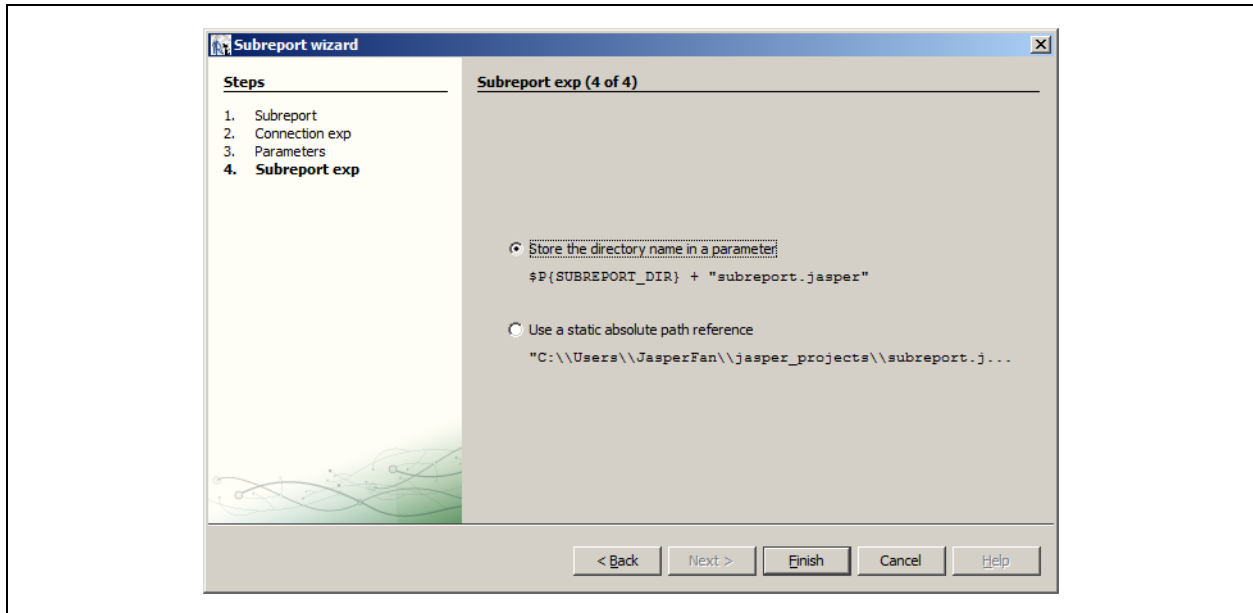 Subreport wizard
Steps
1. Subreport
2. Connection exp
3. Parameters
4. Subreport exp
Subreport exp (4 of 4)
Store the directory name in a parameter
$P{SUBREPORT_DIR} + "subreport.jasper"
Use a static absolute path reference
"C:\\Users\\JasperFan\\jasper_projects\\subreport.j...
< Back Next > Finish Cancel Help